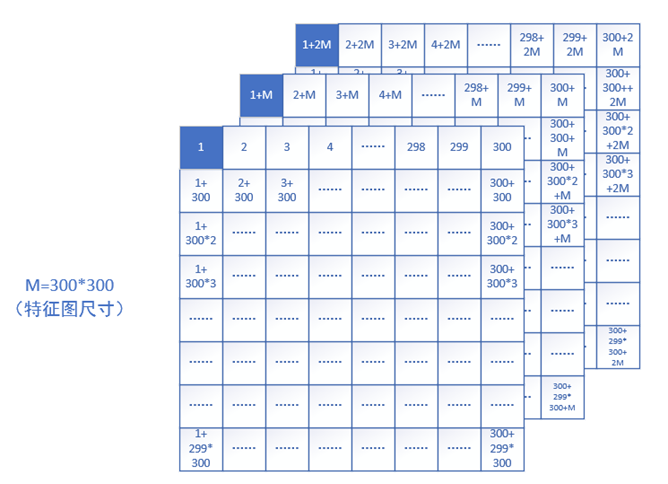 1+2M 2+2M 3+2M 4+2M ...... 298+2M 299+2M 300+2M
300+300++2M
300+300*2+2M
300+300*3+2M
......
......
300+299*300+2M
1+M 2+M 3+M 4+M ...... 298+M 299+M 300+M
300+300+M
300+300*2+M
300+300*3+M
......
......
......
300+299*300+M
1 2 3 4 ...... 298 299 300
1+300 2+300 3+300 ...... ...... ...... ...... 300+300
1+300*2 ...... ...... ...... ...... ...... ...... 300+300*2
1+300*3 ...... ...... ...... ...... ...... ...... 300+300*3
...... ...... ...... ...... ...... ...... ...... ......
...... ...... ...... ...... ...... ...... ...... ......
...... ...... ...... ...... ...... ...... ...... ......
1+299*300 ...... ...... ...... ...... ...... ...... 300+299*300
M=300*300
（特征图尺寸）